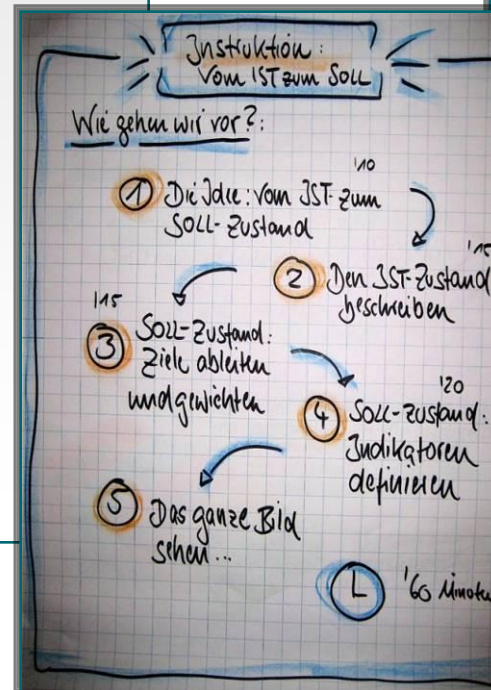 Instruktion:
Vom IST zum SOLL
Wie gehen wir vor?:
'10
1 Die Idee: vom IST zum
SOLL-Zustand
'15
2 Den IST-Zustand
beschreiben
'15
3 SOLL-Zustand:
Ziele ableiten
und gewichten
'20
4 SOLL-Zustand:
Indikatoren
definieren
5 Das ganze Bild
sehen...
'60 Minuten